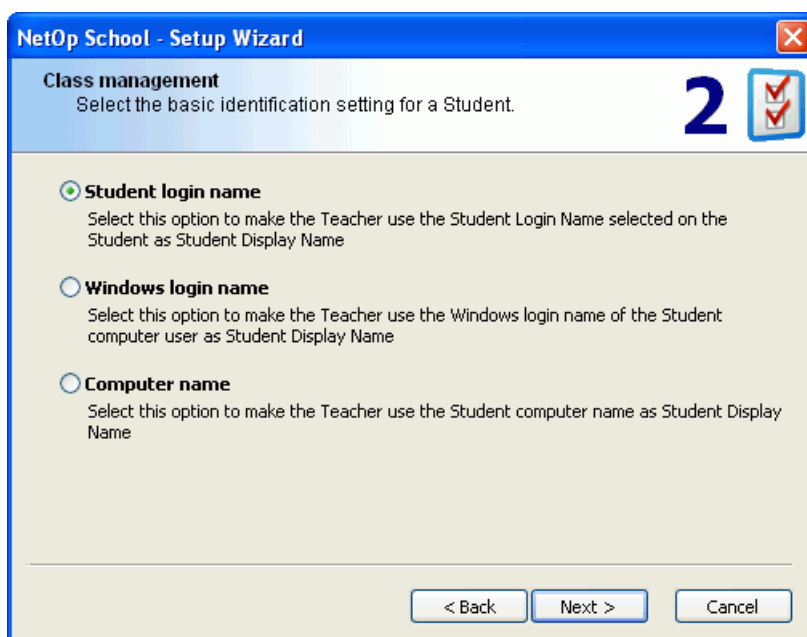 NetOp School - Setup Wizard
Class management
Select the basic identification setting for a Student.
2
Student login name
Select this option to make the Teacher use the Student Login Name selected on the
Student as Student Display Name
Windows login name
Select this option to make the Teacher use the Windows login name of the Student
computer user as Student Display Name
Computer name
Select this option to make the Teacher use the Student computer name as Student Display
Name
< Back Next > Cancel